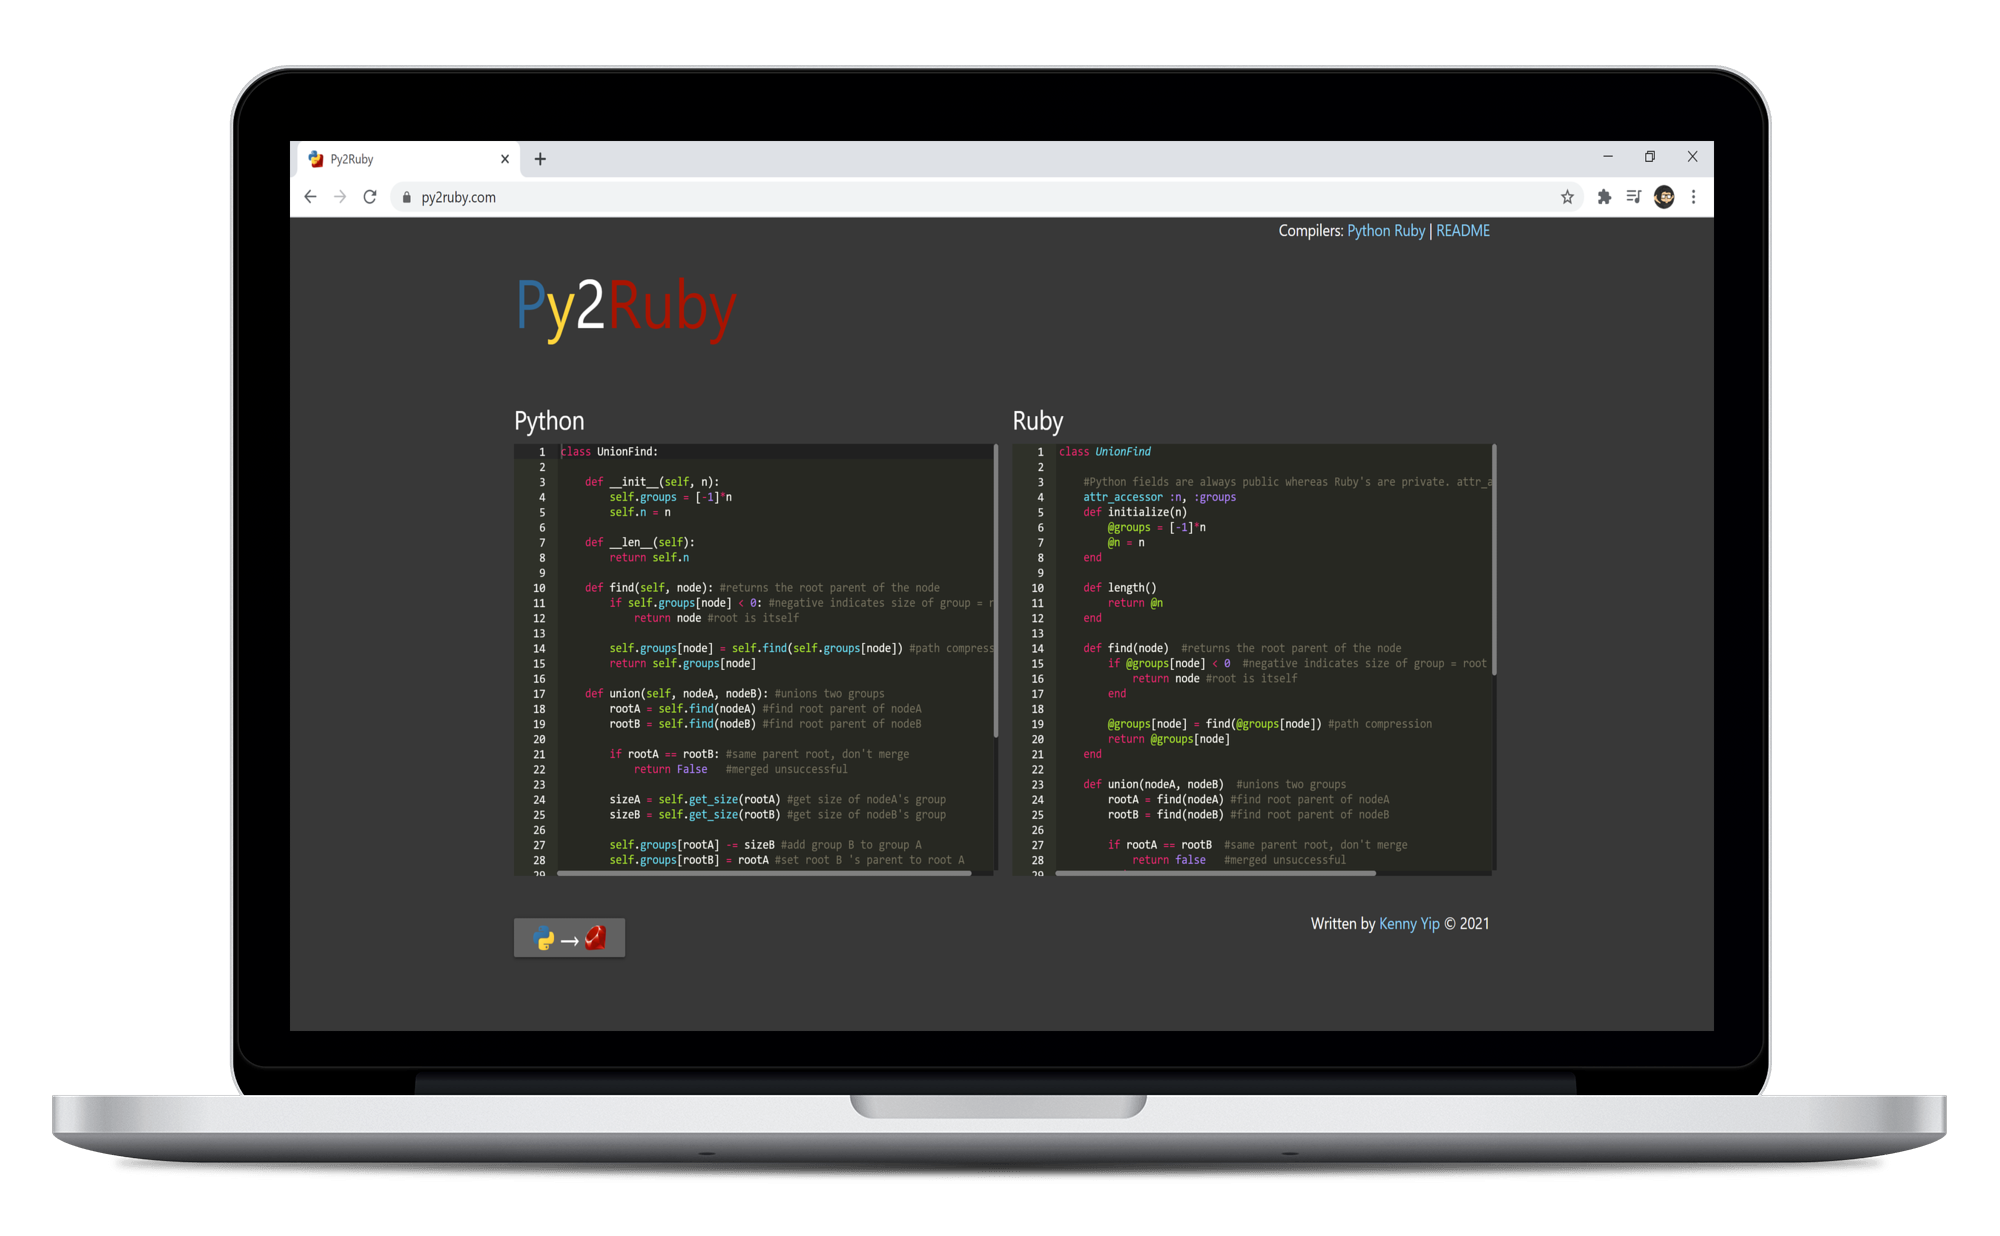 Py2Ruby
py2ruby.com
Compilers: Python Ruby | README
Py2Ruby
Python
1 class UnionFind:
2
3 def __init__(self, n):
4 self.groups = [-1]*n
5 self.n = n
6
7 def __len__(self):
8 return self.n
9
10 def find(self, node): #returns the root parent of the node
11 if self.groups[node] < 0: #negative indicates size of group =
12 return node #root is itself
13
14 self.groups[node] = self.find(self.groups[node]) #path compress
15 return self.groups[node]
16
17 def union(self, nodeA, nodeB): #unions two groups
18 rootA = self.find(nodeA) #find root parent of nodeA
19 rootB = self.find(nodeB) #find root parent of nodeB
20
21 if rootA == rootB: #same parent root, don't merge
22 return False #merged unsuccessful
23
24 sizeA = self.get_size(rootA) #get size of nodeA's group
25 sizeB = self.get_size(rootB) #get size of nodeB's group
26
27 self.groups[rootA] -= sizeB #add group B to group A
28 self.groups[rootB] = rootA #set root B 's parent to root A
29
Ruby
1 class UnionFind
2
3 #Python fields are always public whereas Ruby's are private. attr_a
4 attr_accessor :n, :groups
5 def initialize(n)
6 @groups = [-1]*n
7 @n = n
8 end
9
10 def length()
11 return @n
12 end
13
14 def find(node) #returns the root parent of the node
15 if @groups[node] < 0 #negative indicates size of group = root
16 return node #root is itself
17 end
18
19 @groups[node] = find(@groups[node]) #path compression
20 return @groups[node]
21 end
22
23 def union(nodeA, nodeB) #unions two groups
24 rootA = find(nodeA) #find root parent of nodeA
25 rootB = find(nodeB) #find root parent of nodeB
26
27 if rootA == rootB #same parent root, don't merge
28 return false #merged unsuccessful
29
→
Written by Kenny Yip © 2021